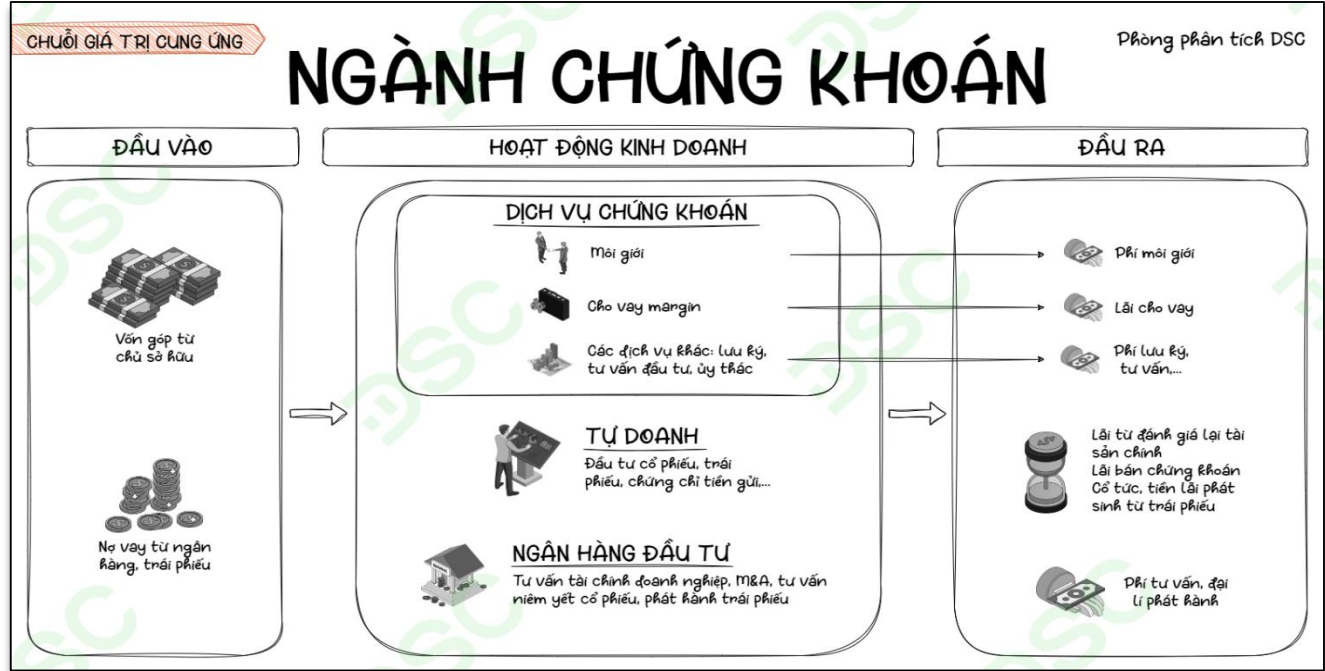 CHUỖI GIÁ TRỊ CUNG ỨNG
Phòng phân tích DSC
NGÀNH CHỨNG KHOÁN
ĐẦU VÀO
HOẠT ĐỘNG KINH DOANH
ĐẦU RA
Vốn góp từ
chủ sở hữu
Nợ vay từ ngân
hàng, trái phiếu
DỊCH VỤ CHỨNG KHOÁN
Môi giới
Cho vay margin
Các dịch vụ khác: lưu ký,
tư vấn đầu tư, ủy thác
TỰ DOANH
Đầu tư cổ phiếu, trái
phiếu, chứng chỉ tiền gửi,...
NGÂN HÀNG ĐẦU TƯ
Tư vấn tài chính doanh nghiệp, M&A, tư vấn
niêm yết cổ phiếu, phát hành trái phiếu
Phí môi giới
Lãi cho vay
Phí lưu ký,
tư vấn,...
Lãi từ đánh giá lại tài
sản chính
Lãi bán chứng khoán
Cổ tức, tiền lãi phát
sinh từ trái phiếu
Phí tư vấn, đại
lí phát hành
DSC
DSC
DSC
DSC
DSC